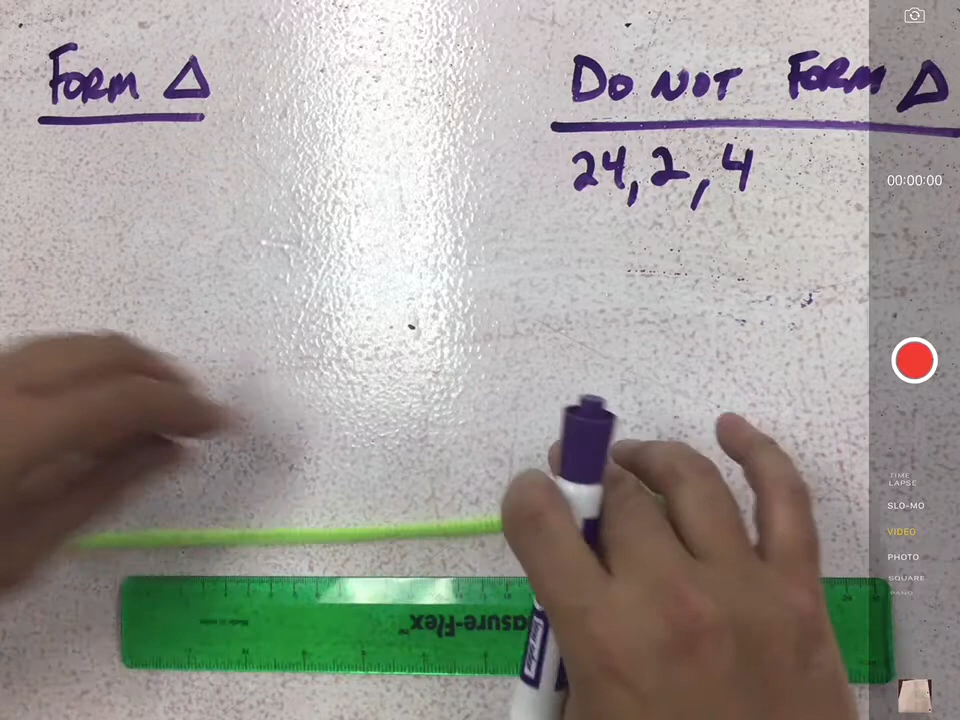 FORM △
DO NOT FORM △
24, 2, 4
00:00:00
TIME
LAPSE
SLO-MO
VIDEO
PHOTO
SQUARE
PANO
asure-Flex™